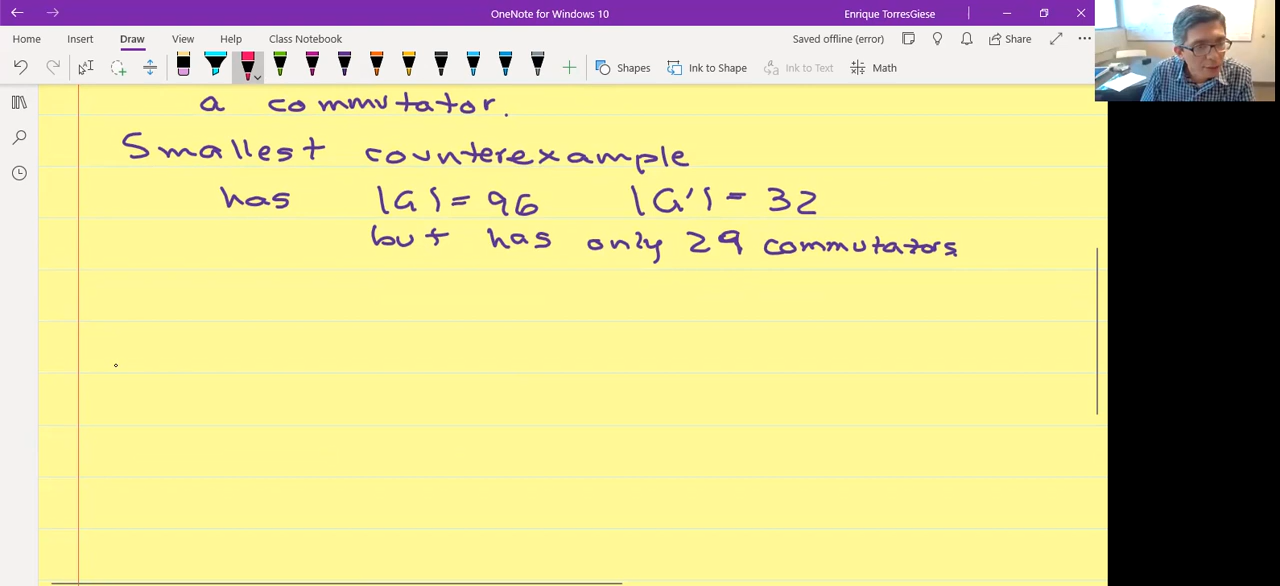 OneNote for Windows 10
Enrique TorresGiese
Home Insert Draw View Help Class Notebook
Saved offline (error) Share
Shapes Ink to Shape Ink to Text Math
a commutator.
Smallest counterexample
has |G| = 96 |G'| = 32
but has only 29 commutators